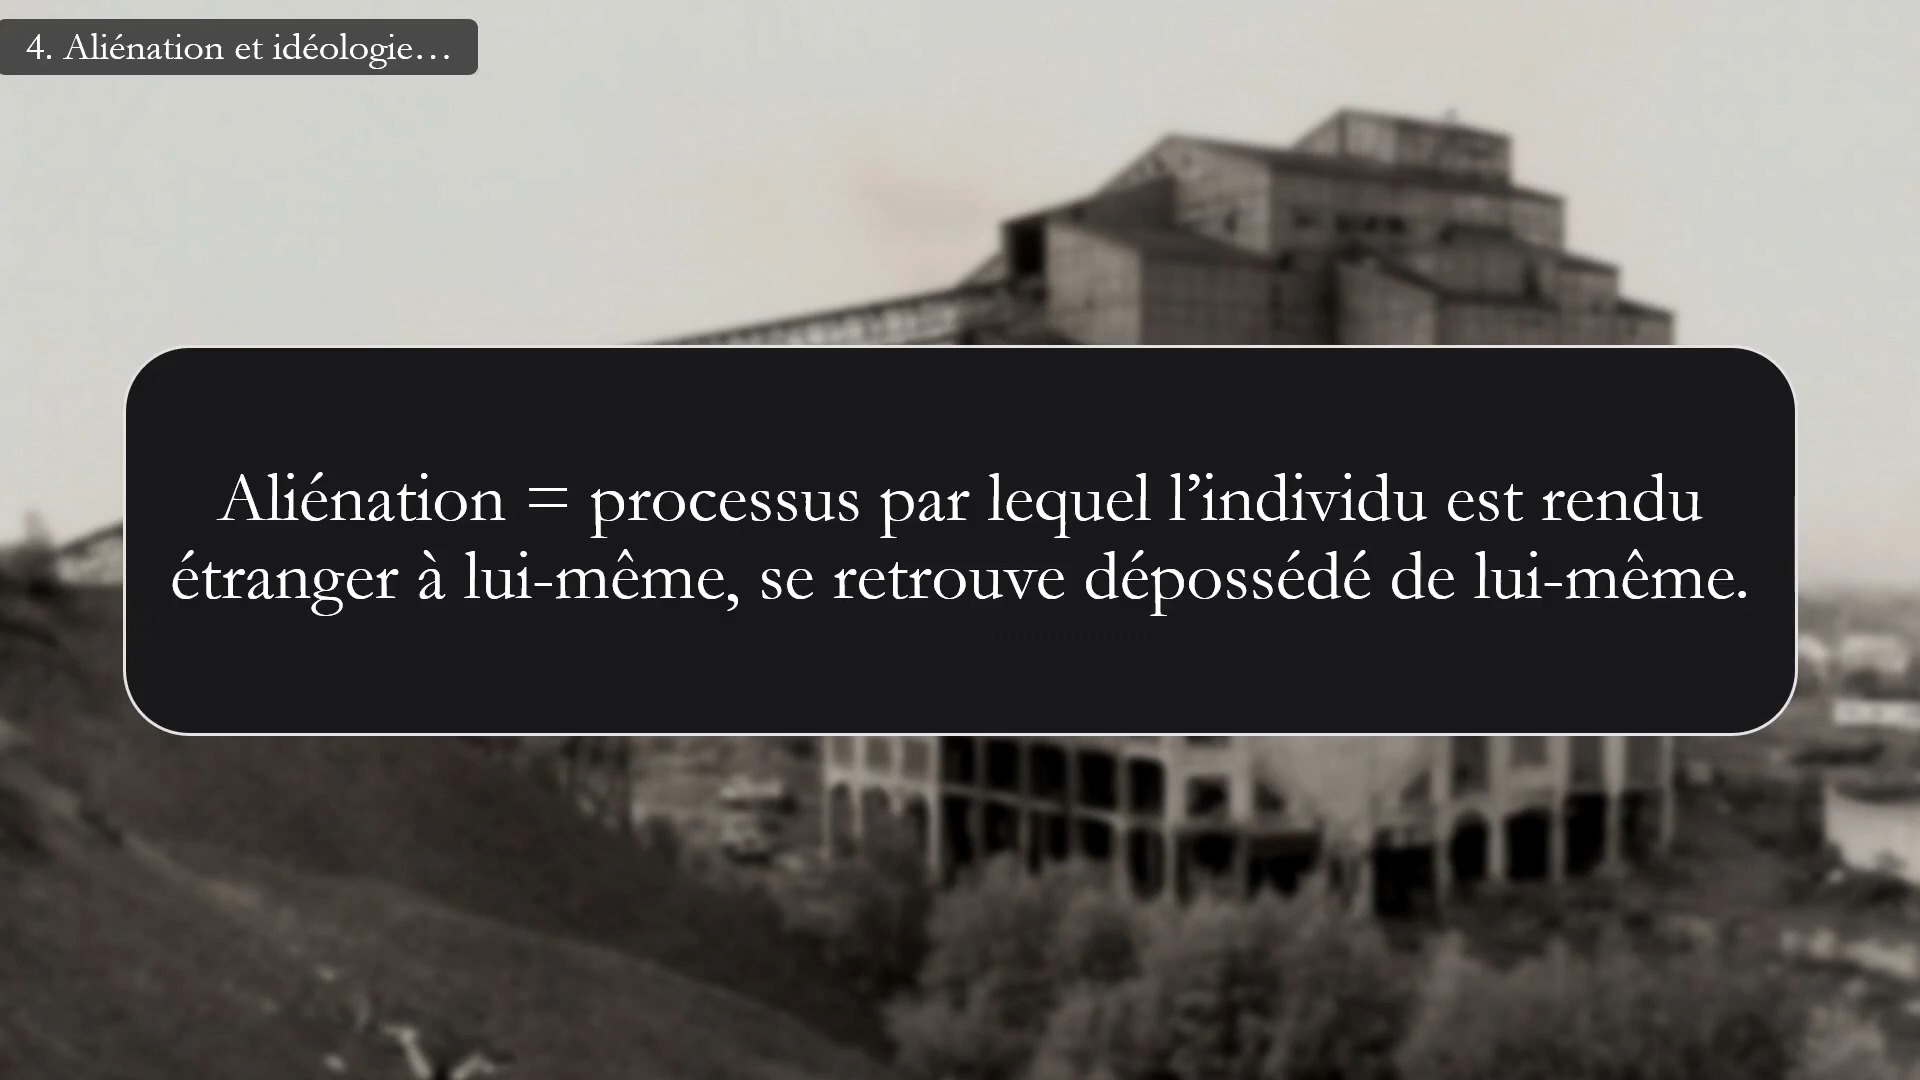 4. Aliénation et idéologie…
Aliénation = processus par lequel l’individu est rendu
étranger à lui-même, se retrouve dépossédé de lui-même.